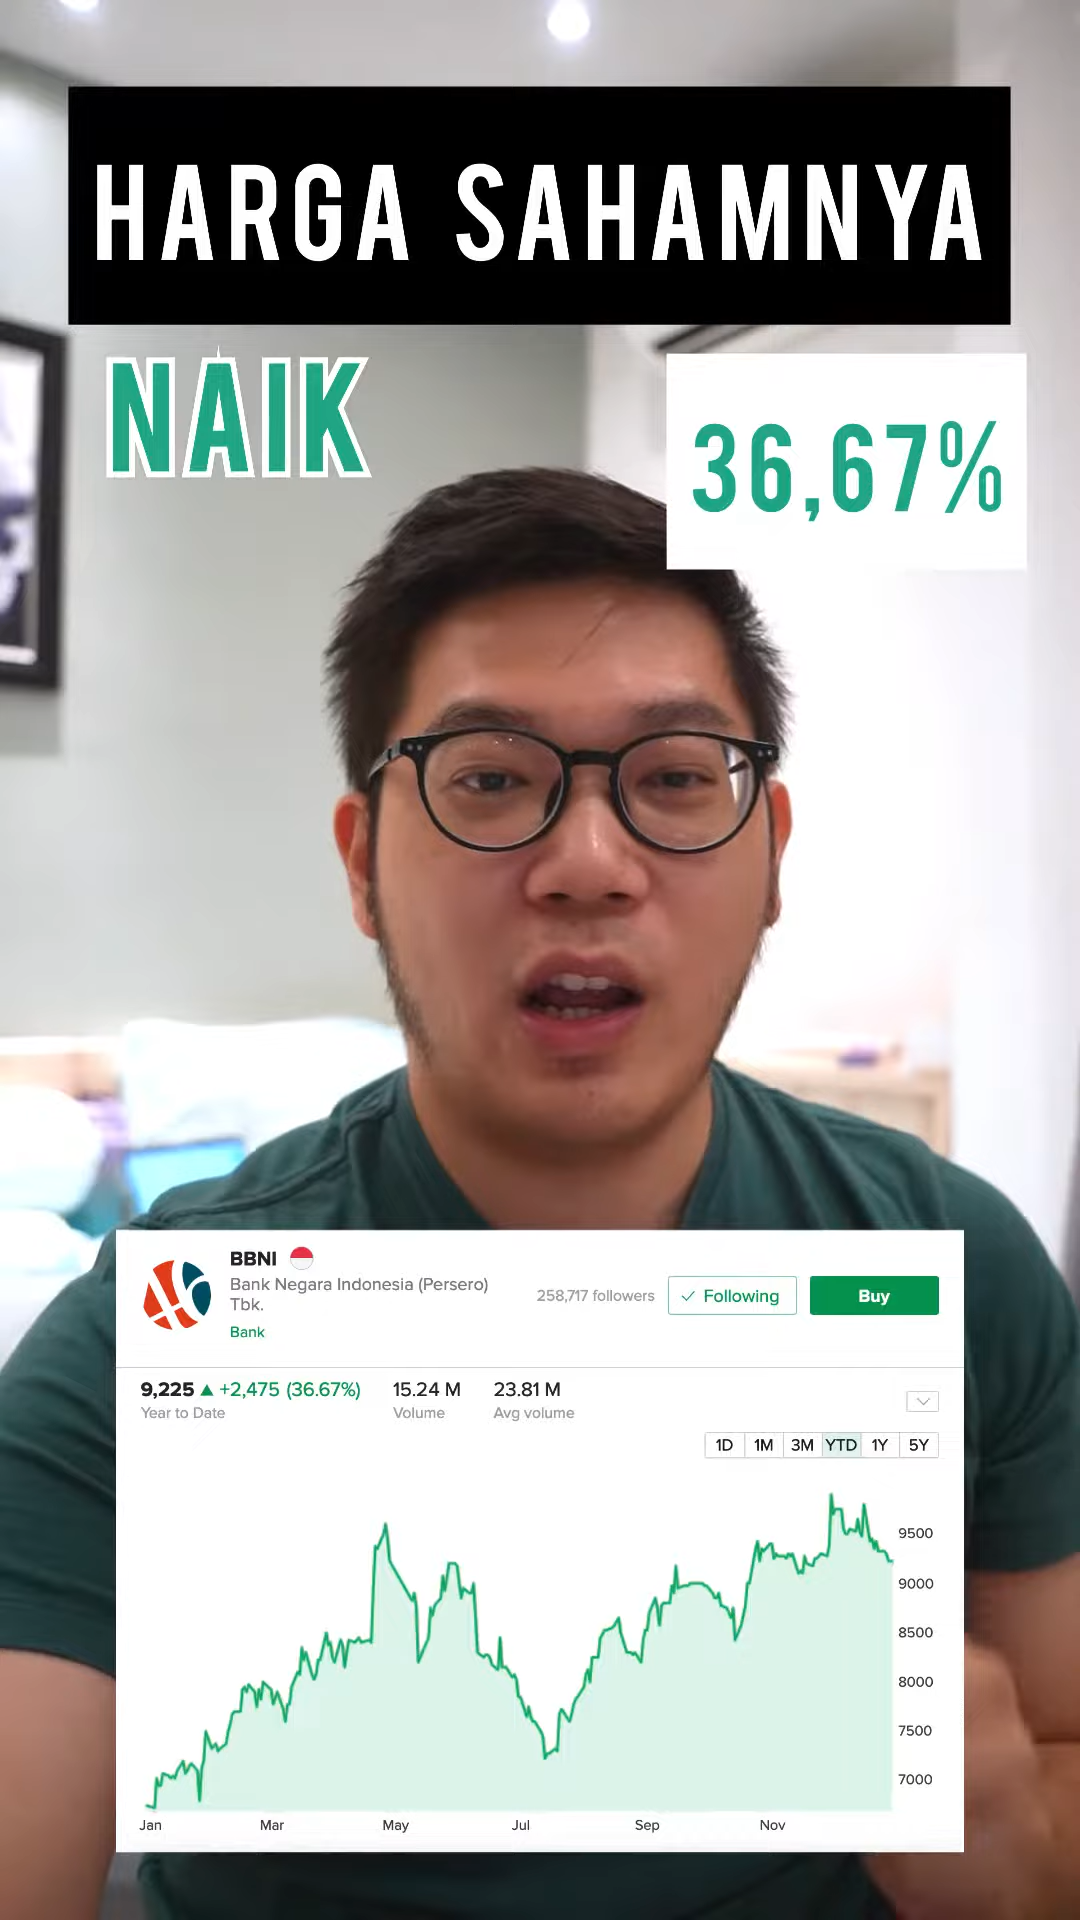 HARGA SAHAMNYA
NAIK
36,67%
BBNI
Bank Negara Indonesia (Persero)
Tbk.
Bank
258,717 followers
Following
Buy
9,225 ▲ +2,475 (36.67%)
Year to Date
15.24 M
Volume
23.81 M
Avg volume
1D 1M 3M YTD 1Y 5Y
9500
9000
8500
8000
7500
7000
Jan Mar May Jul Sep Nov